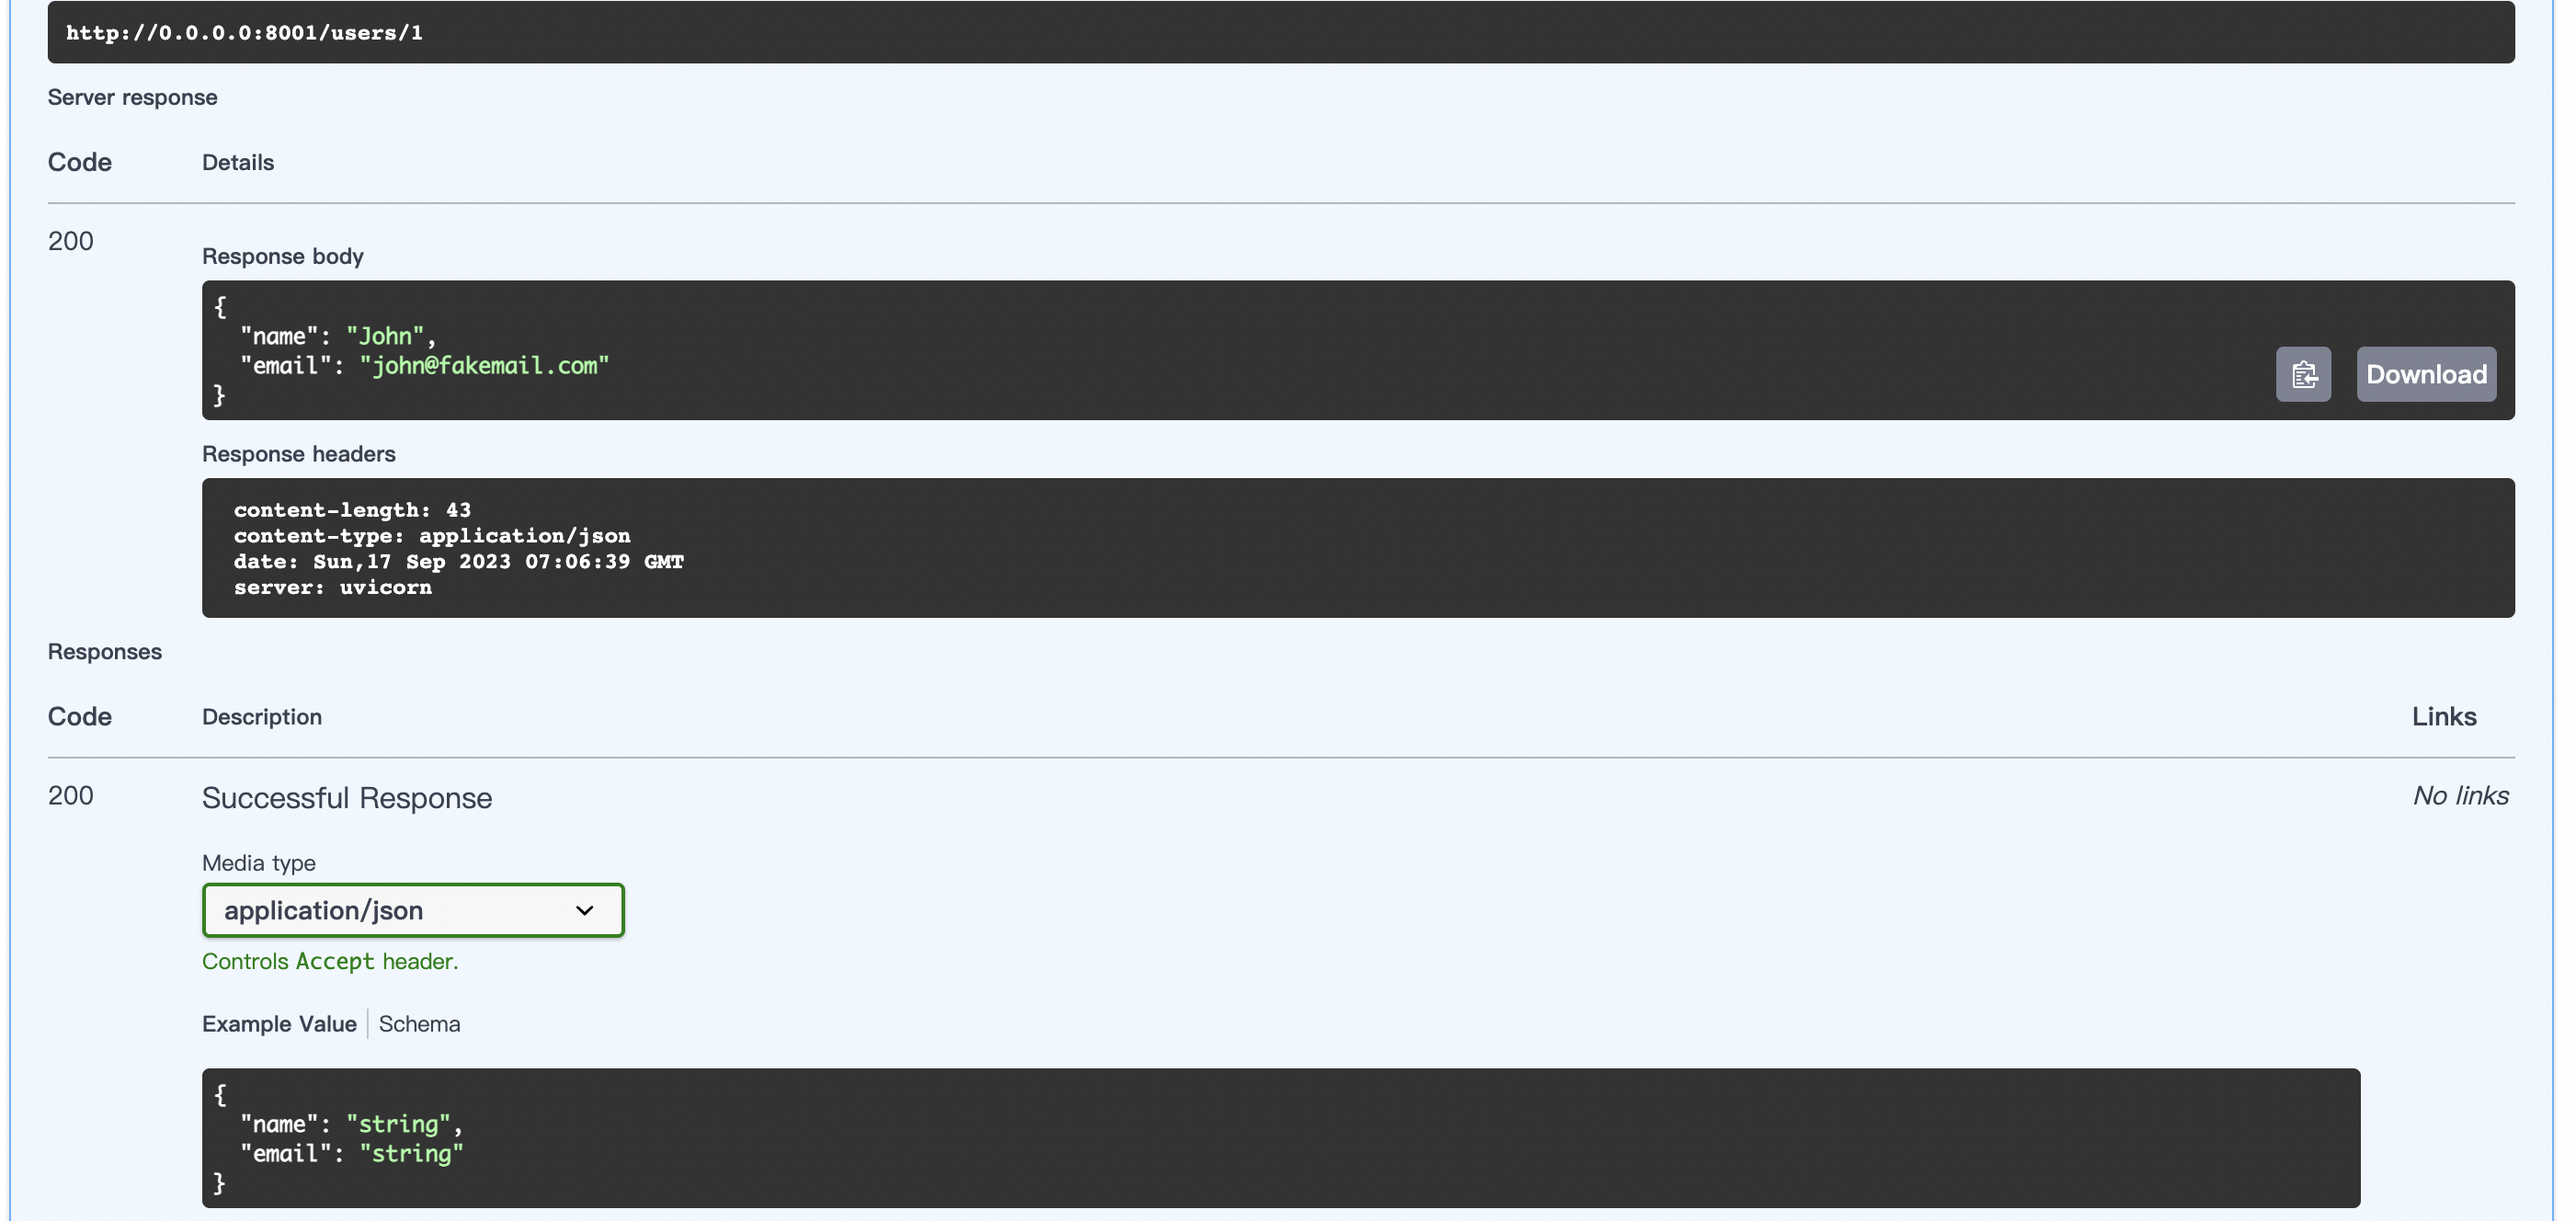 http://0.0.0.0:8001/users/1
Server response
Code Details
200
Response body
{
  "name": "John",
  "email": "john@fakemail.com"
}
Download
Response headers
content-length: 43
content-type: application/json
date: Sun,17 Sep 2023 07:06:39 GMT
server: uvicorn
Responses
Code Description Links
200 Successful Response No links
Media type
application/json
Controls Accept header.
Example Value Schema
{
  "name": "string",
  "email": "string"
}